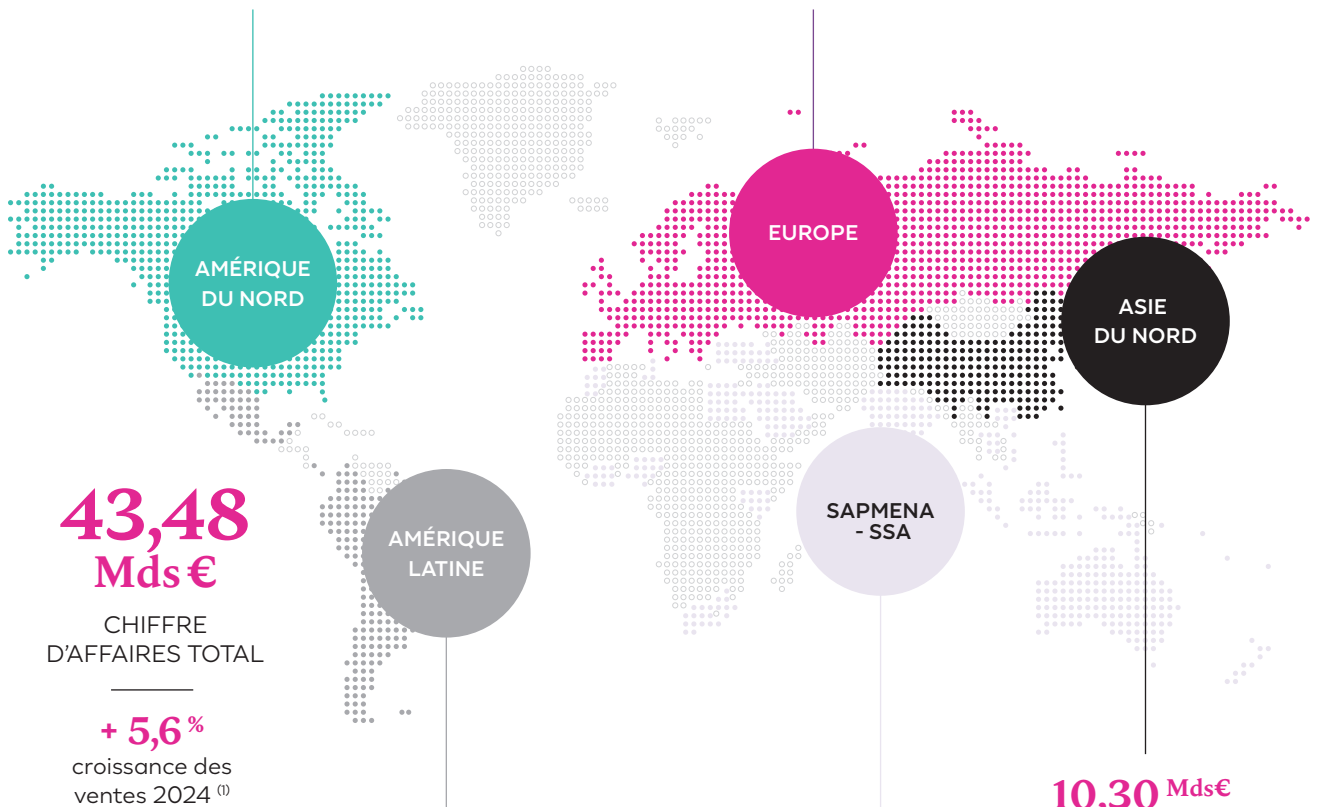 EUROPE
AMÉRIQUE
DU NORD
ASIE
DU NORD
SAPMENA
- SSA
AMÉRIQUE
LATINE
43,48
Mds €
CHIFFRE
D'AFFAIRES TOTAL
+ 5,6 %
croissance des
ventes 2024 (1)
10,30 Mds€